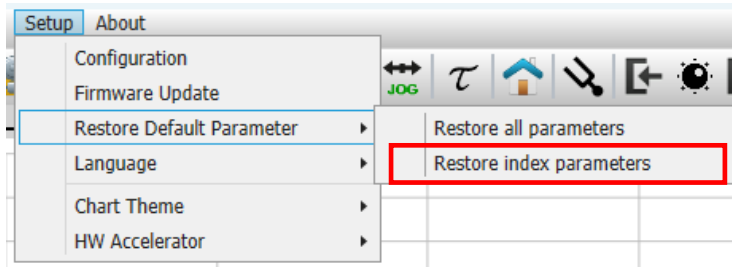 Setup About
Configuration
Firmware Update
JOG
τ
Restore Default Parameter
Restore all parameters
Language
Restore index parameters
Chart Theme
HW Accelerator